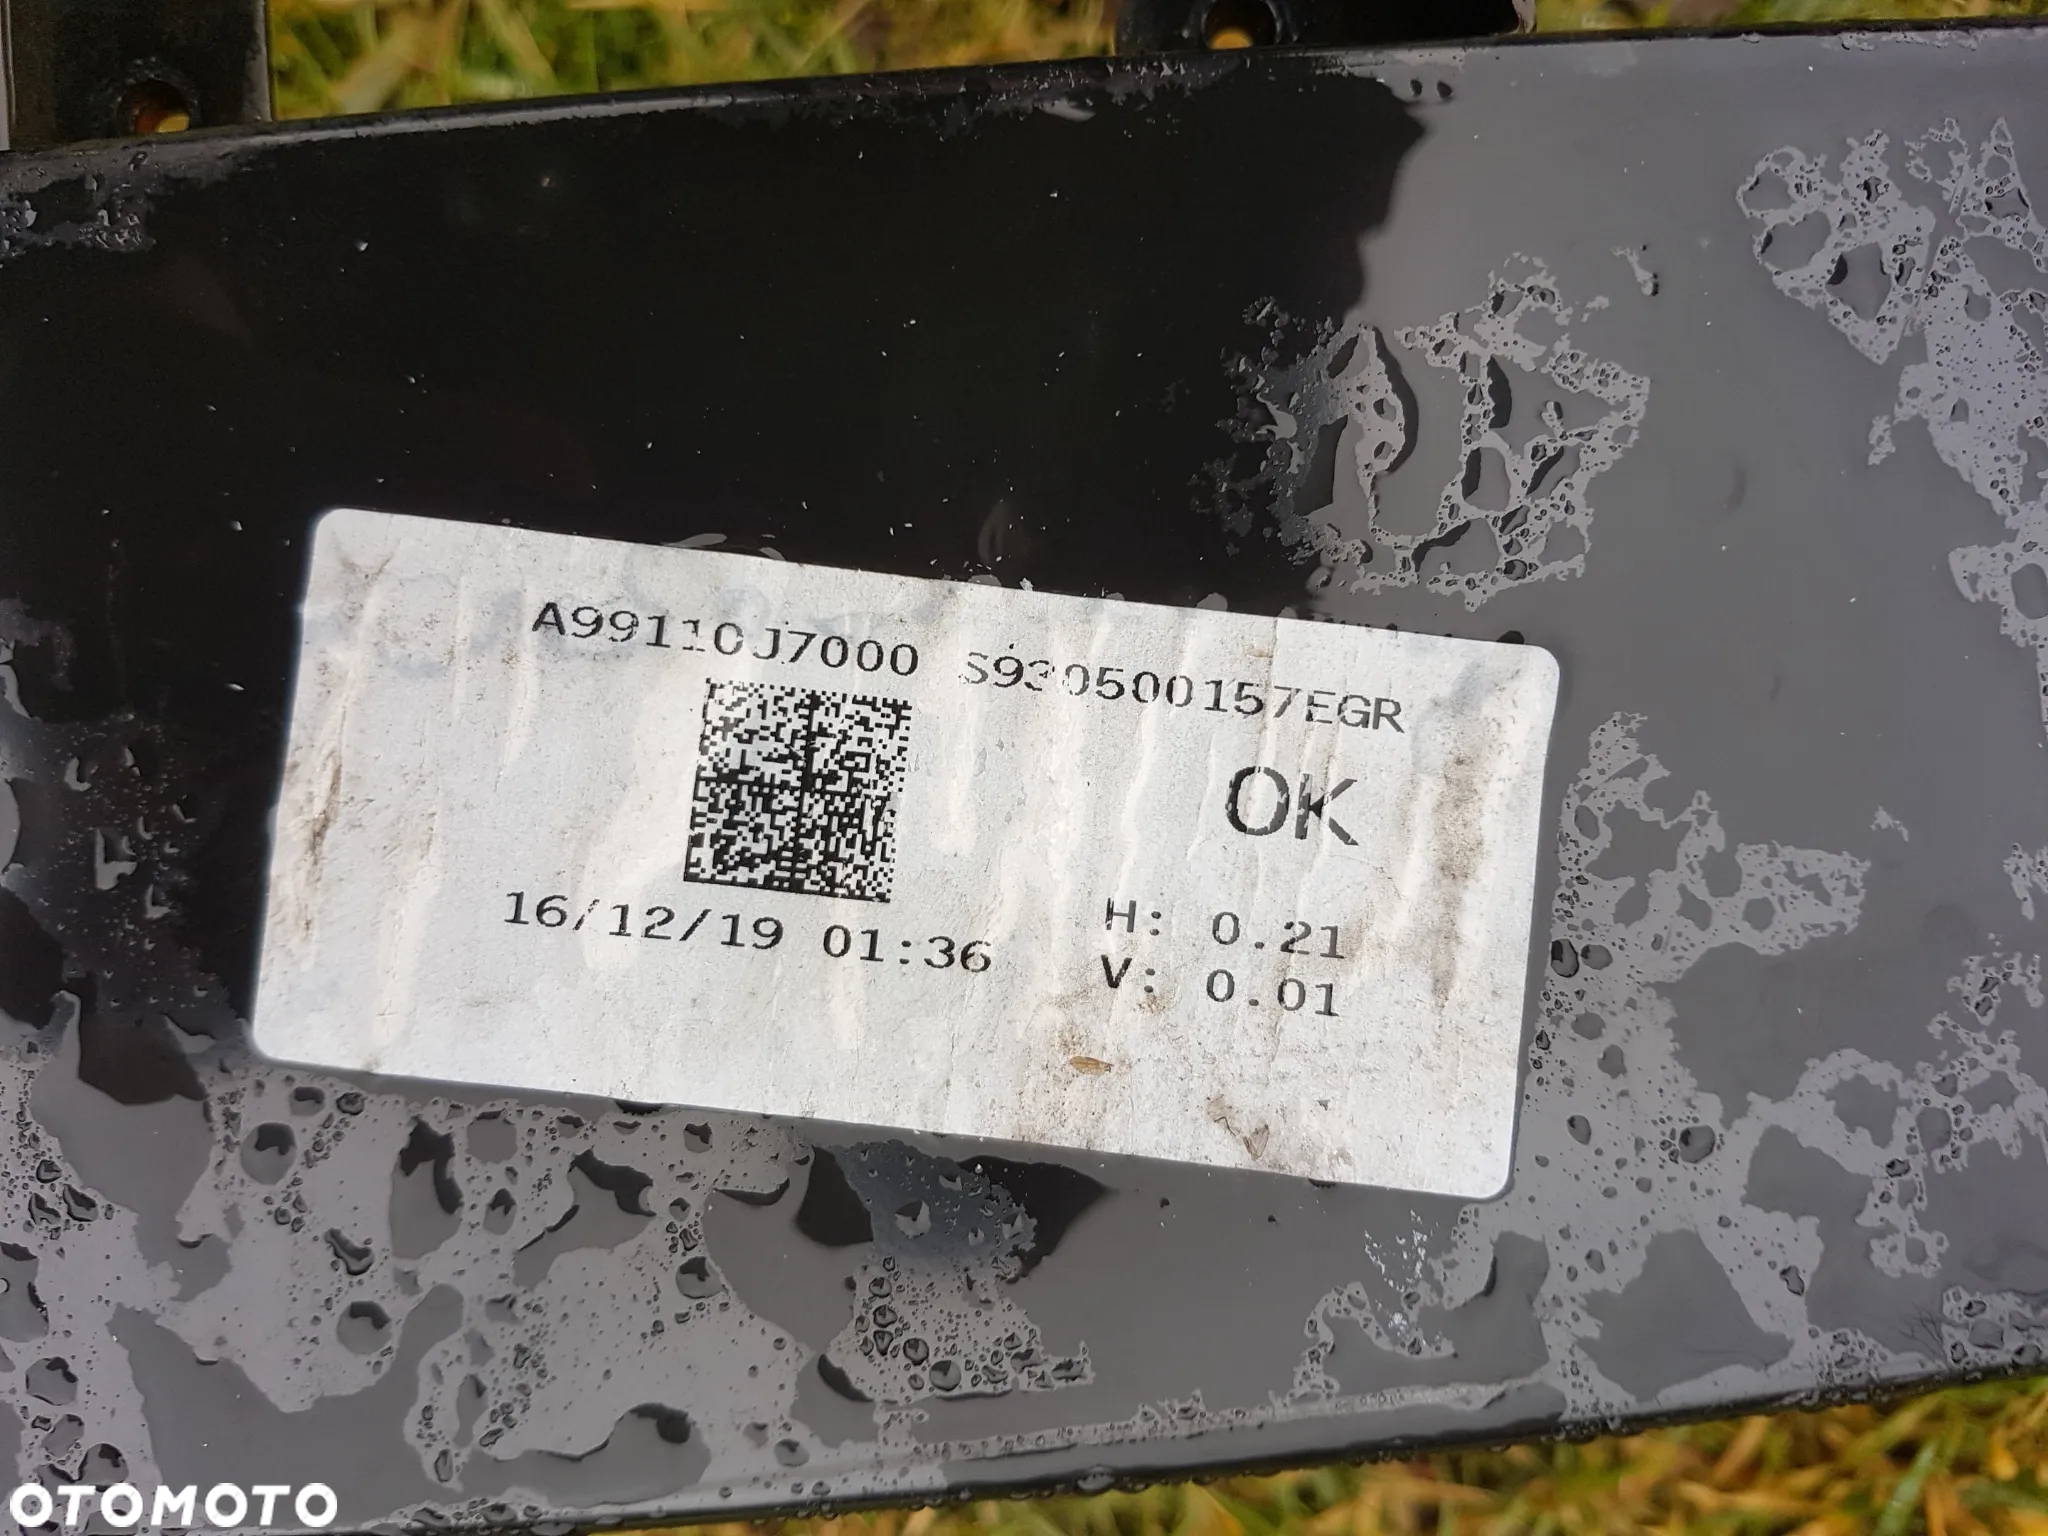 A99110J7000 S930500157EGR
OK
16/12/19 01:36
H: 0.21
V: 0.01
OTOMOTO